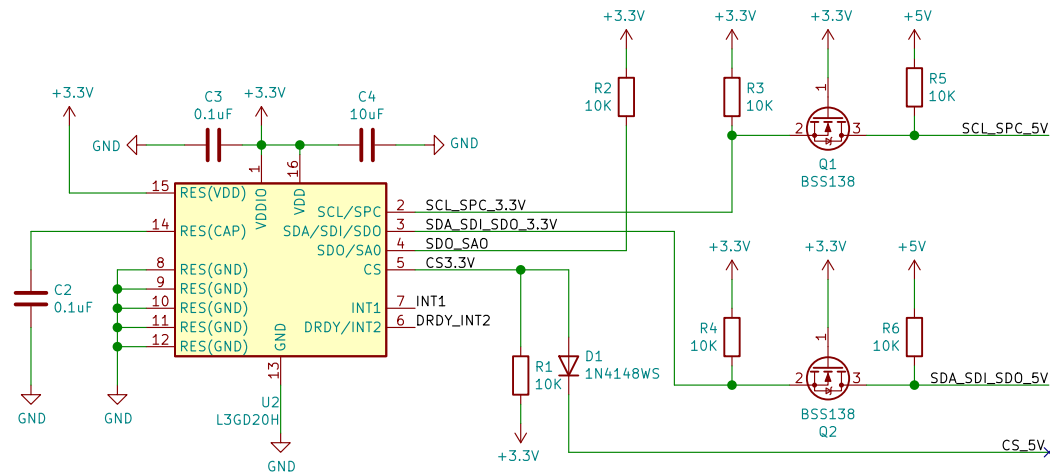 +3.3V
+3.3V
+3.3V
+5V
R2
10K
R3
10K
1
R5
10K
+3.3V
C3
0.1uF
+3.3V
C4
10uF
GND
GND
2
3
SCL_SPC_5V
Q1
BSS138
1
16
15
RES(VDD)
VDDIO
VDD
SCL/SPC
2
SCL_SPC_3.3V
14
RES(CAP)
SDA/SDI/SDO
3
SDA_SDI_SDO_3.3V
SDO/SA0
4
SDO_SAO
8
RES(GND)
CS
5
CS3.3V
9
RES(GND)
10
RES(GND)
INT1
7
INT1
11
RES(GND)
DRDY/INT2
6
DRDY_INT2
12
RES(GND)
GND
13
C2
0.1uF
GND
GND
U2
L3GD20H
GND
+3.3V
+3.3V
+5V
R4
10K
1
R6
10K
R1
10K
D1
1N4148WS
2
3
SDA_SDI_SDO_5V
BSS138
Q2
+3.3V
CS_5V